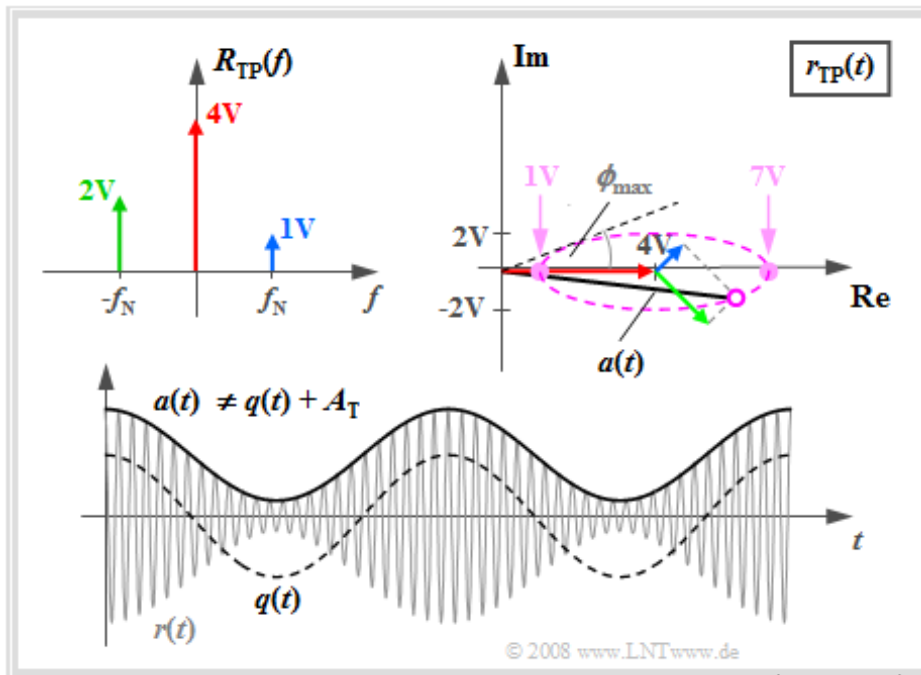 R_TP(f)
4V
2V
1V
-f_N
f_N
f
Im
r_TP(t)
1V
ϕ_max
7V
2V
4V
-2V
Re
a(t)
a(t) ≠ q(t) + A_T
t
q(t)
r(t)
© 2008 www.LNTwww.de